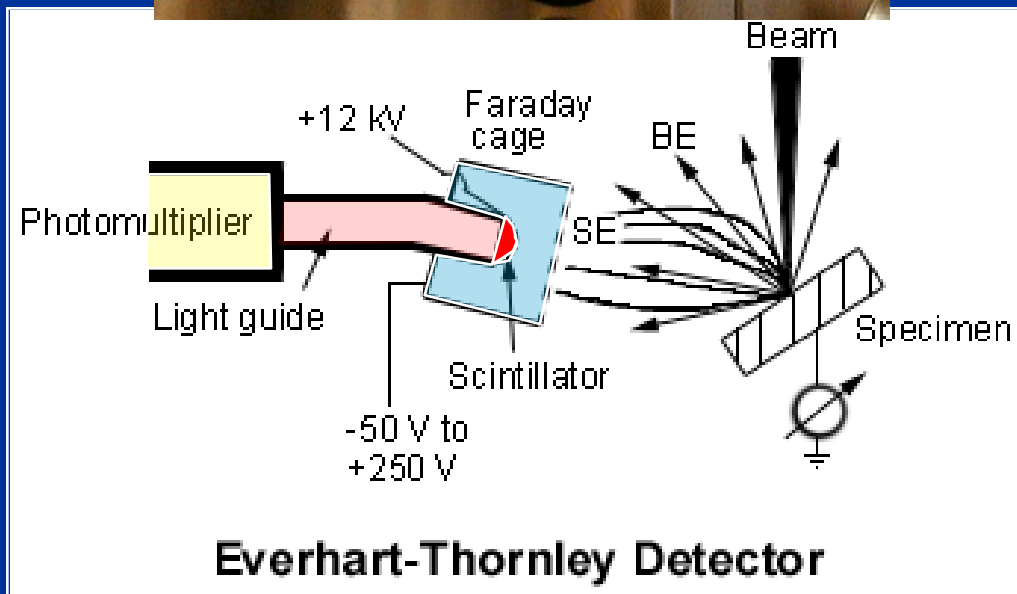 Beam
+12 kV
Faraday
cage
BE
Photomultiplier
SE
Light guide
Specimen
Scintillator
-50 V to
+250 V
Everhart-Thornley Detector